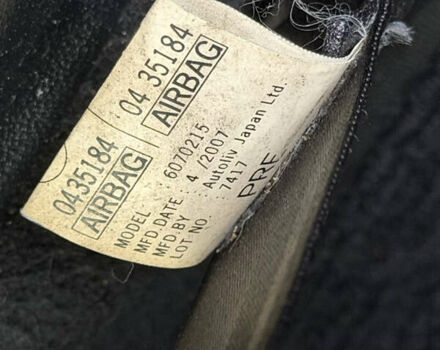 04 35184
AIRBAG
0435184
AIRBAG
MODEL : 6070215
MFD DATE : 4 /2007
MFD.BY : Autoliv Japan Ltd.
LOT NO. 7417
PRE